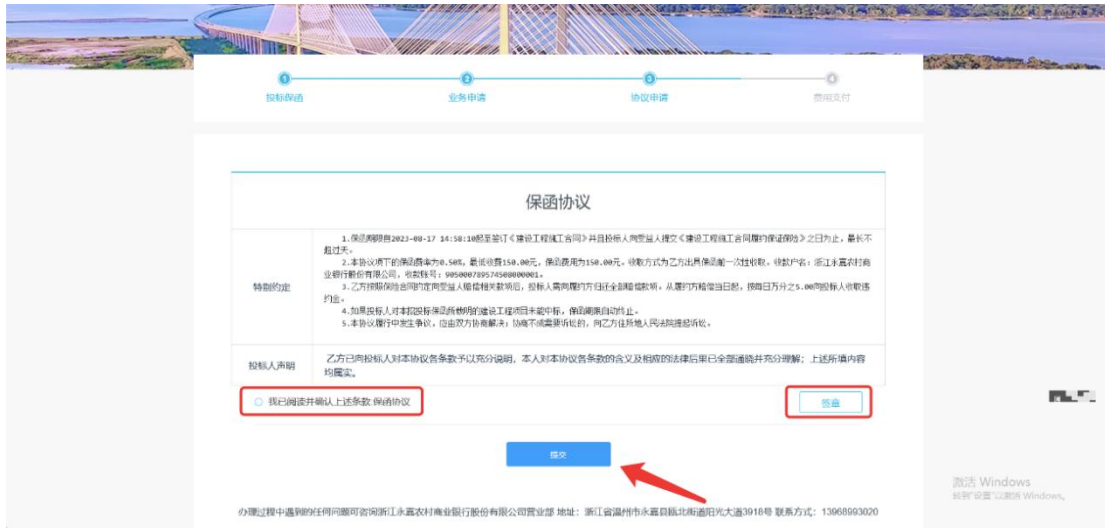 1
2
3
4
投标保函
业务申请
协议申请
费用支付
保函协议
特别约定
1.保函期限自2023-08-17 14:58:10起至签订《建设工程施工合同》并且投标人向受益人提交《建设工程施工合同履约保证保险》之日为止，最长不
超过天。
2.本协议项下的保函费率为0.50%，最低收费150.00元，保函费用为150.00元。收取方式为乙方出具保函前一次性收取。收款户名：浙江永嘉农村商
业银行股份有限公司，收款账号：905000789574508000001。
3.乙方按照保险合同约定向受益人赔偿相关款项后，投标人需向履约方归还全部赔偿款项，从履约方赔偿当日起，按每日万分之5.00向投标人收取违
约金。
4.如果投标人对本拟投标保函所载明的建设工程项目未能中标，保函期限自动终止。
5.本协议履行中发生争议，应由双方协商解决；协商不成需要诉讼的，向乙方住所地人民法院提起诉讼。
投标人声明
乙方已向投标人对本协议各条款予以充分说明，本人对本协议各条款的含义及相应的法律后果已全部通晓并充分理解；上述所填内容
均属实。
我已阅读并确认上述条款 保函协议
签章
提交
激活 Windows
转到"设置"以激活 Windows。
办理过程中遇到的任何问题可咨询浙江永嘉农村商业银行股份有限公司营业部 地址：浙江省温州市永嘉县瓯北街道阳光大道3918号 联系方式：13968993020